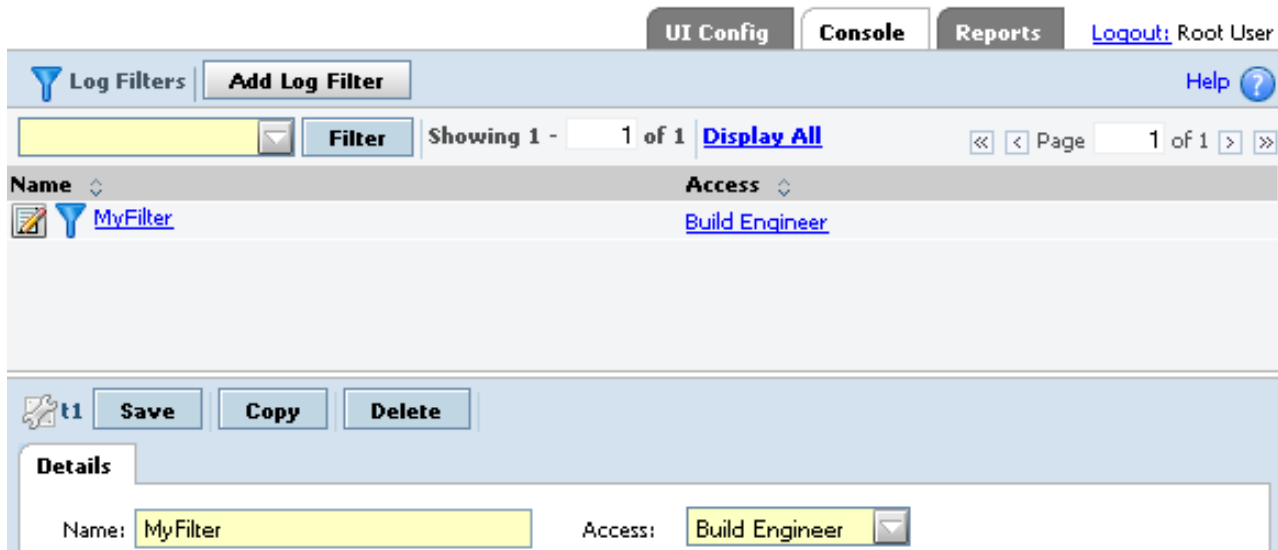 UI Config Console Reports Logout: Root User
Log Filters Add Log Filter Help ?
Filter Showing 1 - 1 of 1 Display All « < Page 1 of 1 > »
Name Access
MyFilter Build Engineer
t1 Save Copy Delete
Details
Name: MyFilter Access: Build Engineer